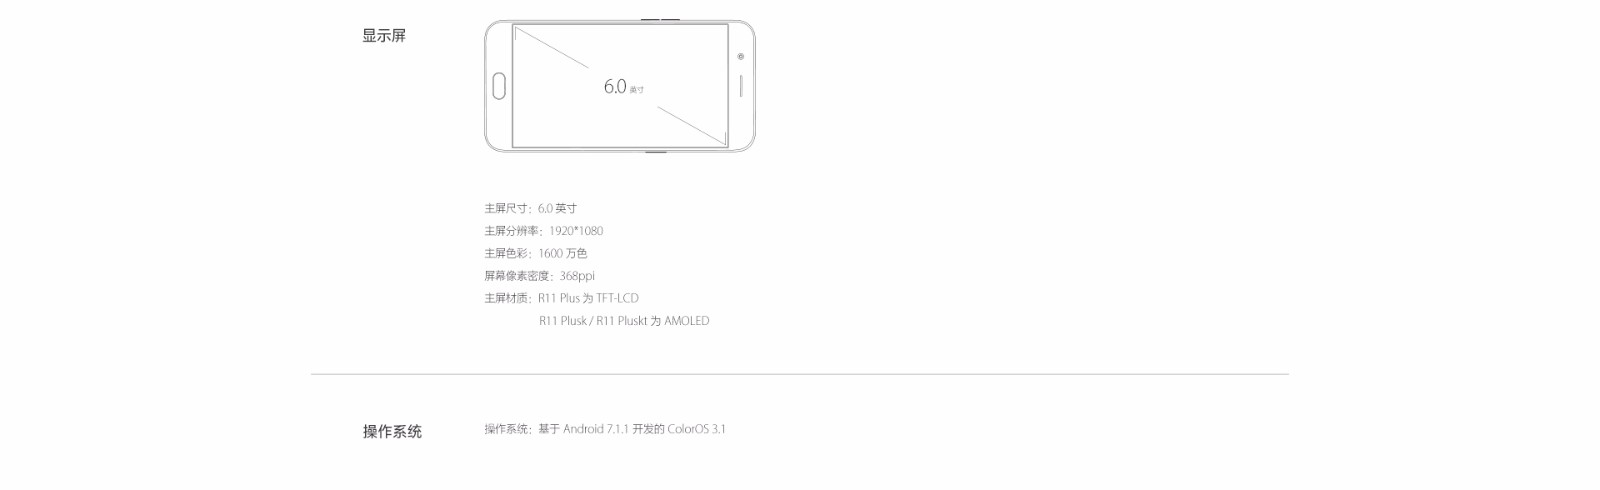 显示屏
6.0 英寸
主屏尺寸：6.0 英寸
主屏分辨率：1920*1080
主屏色彩：1600 万色
屏幕像素密度：368ppi
主屏材质：R11 Plus 为 TFT-LCD
R11 Plusk / R11 Pluskt 为 AMOLED
操作系统
操作系统：基于 Android 7.1.1 开发的 ColorOS 3.1